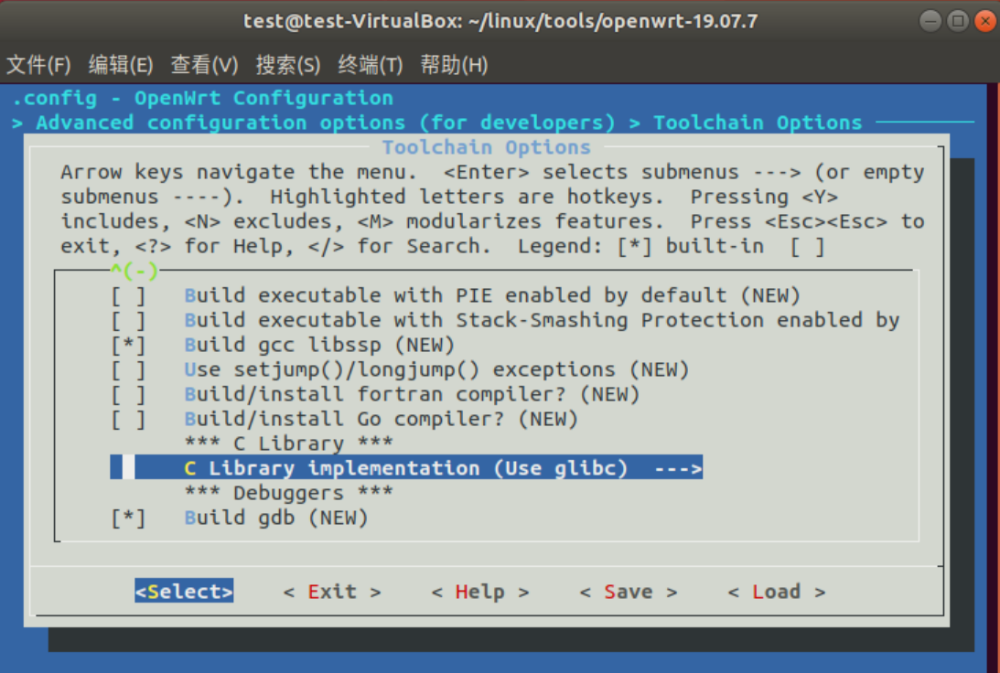 test@test-VirtualBox: ~/linux/tools/openwrt-19.07.7
文件(F) 编辑(E) 查看(V) 搜索(S) 终端(T) 帮助(H)
.config - OpenWrt Configuration
> Advanced configuration options (for developers) > Toolchain Options
Toolchain Options
Arrow keys navigate the menu.  <Enter> selects submenus ---> (or empty
submenus ----).  Highlighted letters are hotkeys.  Pressing <Y>
includes, <N> excludes, <M> modularizes features.  Press <Esc><Esc> to
exit, <?> for Help, </> for Search.  Legend: [*] built-in  [ ]
^(-)
[ ]   Build executable with PIE enabled by default (NEW)
[ ]   Build executable with Stack-Smashing Protection enabled by
[*]   Build gcc libssp (NEW)
[ ]   Use setjump()/longjump() exceptions (NEW)
[ ]   Build/install fortran compiler? (NEW)
[ ]   Build/install Go compiler? (NEW)
*** C Library ***
C Library implementation (Use glibc)  --->
*** Debuggers ***
[*]   Build gdb (NEW)
<Select>    < Exit >    < Help >    < Save >    < Load >